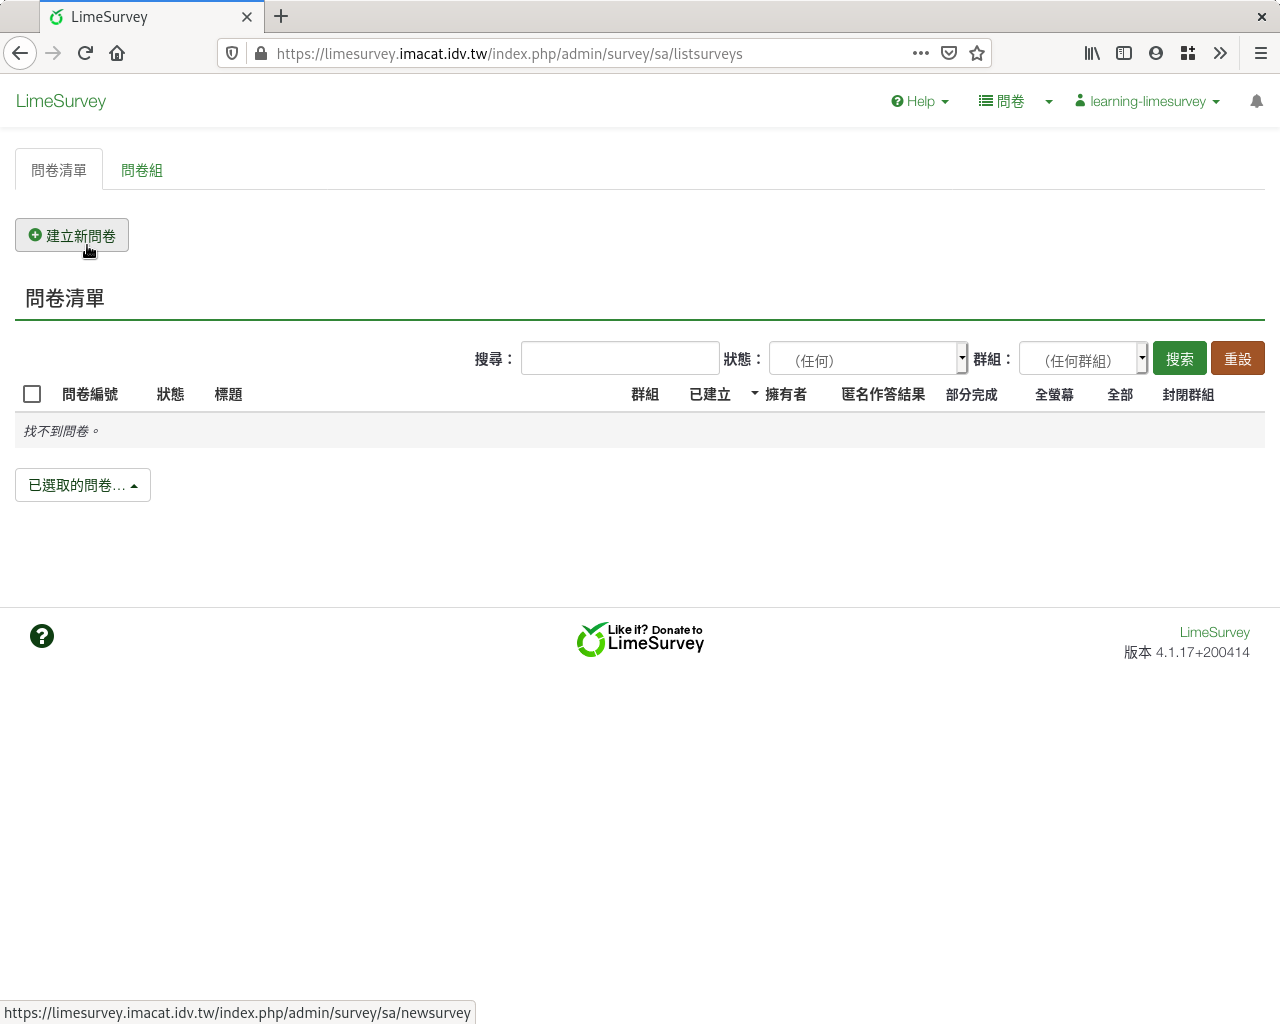 LimeSurvey
https://limesurvey.imacat.idv.tw/index.php/admin/survey/sa/listsurveys
LimeSurvey
Help
問卷
learning-limesurvey
問卷清單
問卷組
建立新問卷
問卷清單
搜尋：
狀態：
（任何）
群組：
（任何群組）
搜索
重設
問卷編號 狀態 標題 群組 已建立 擁有者 匿名作答結果 部分完成 全螢幕 全部 封閉群組
找不到問卷。
已選取的問卷…
Like it? Donate to
LimeSurvey
LimeSurvey
版本 4.1.17+200414
https://limesurvey.imacat.idv.tw/index.php/admin/survey/sa/newsurvey